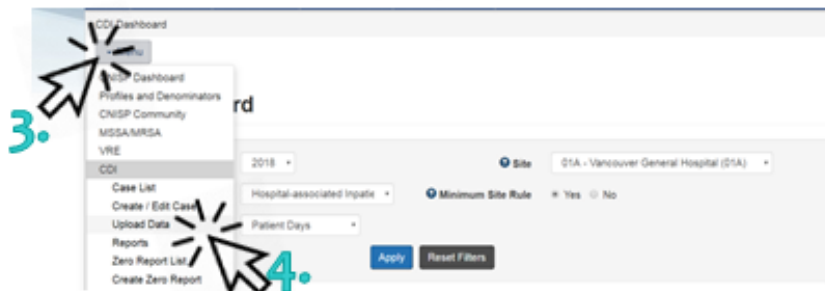 CDI Dashboard
3.
CNISP Dashboard
Profiles and Denominators
rd
CNISP Community
MSSA/MRSA
VRE
CDI
2018
Site
01A - Vancouver General Hospital (01A)
Case List
Create / Edit Case
Hospital-associated Inpatie
Minimum Site Rule
Yes
No
Upload Data
Patient Days
Reports
Zero Report List
4.
Apply
Reset Filters
Create Zero Report